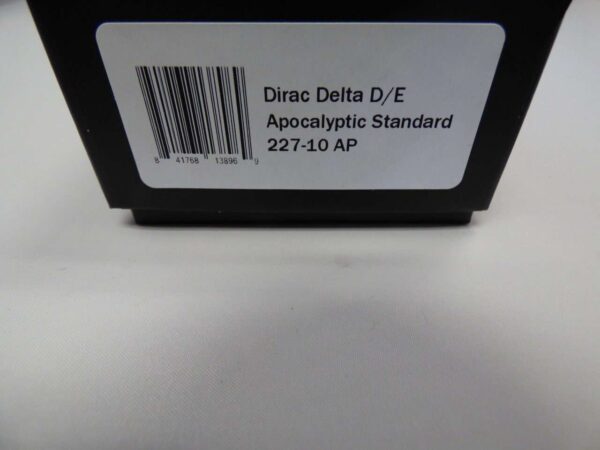 Dirac Delta D/E
Apocalyptic Standard
227-10 AP
8 41768 13896 9